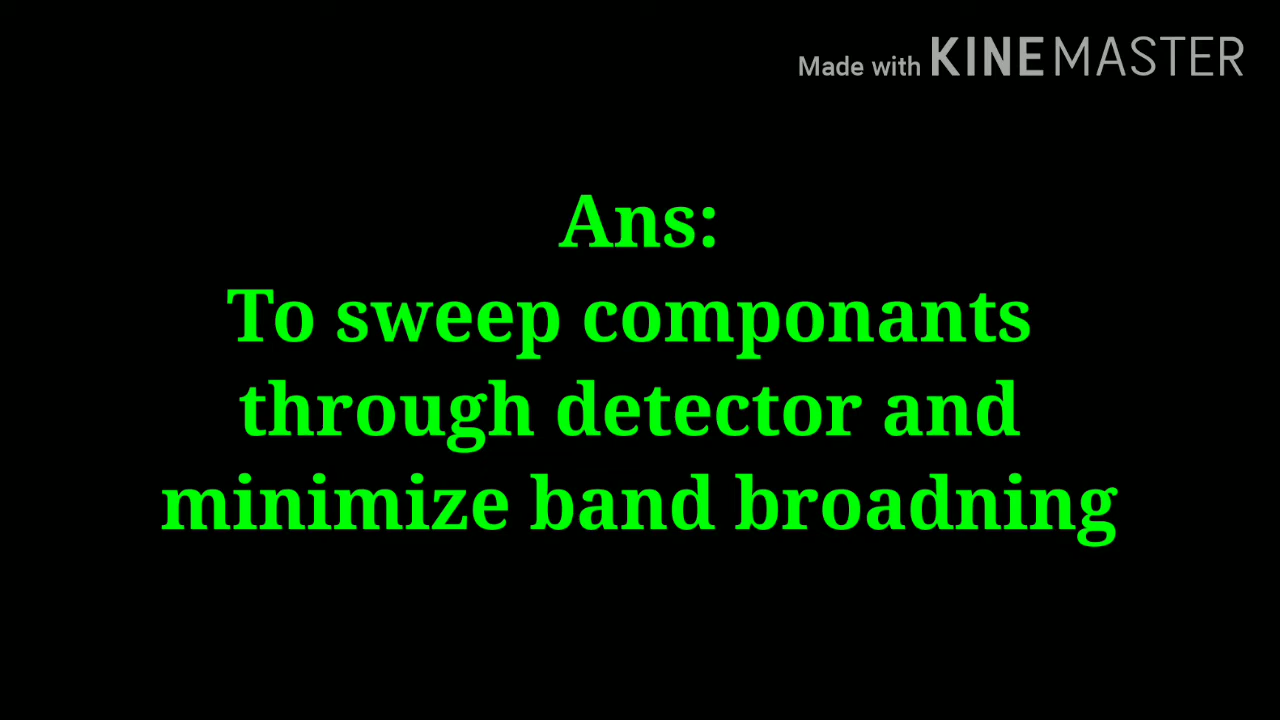 Made with KINEMASTER
Ans:
To sweep componants
through detector and
minimize band broadning